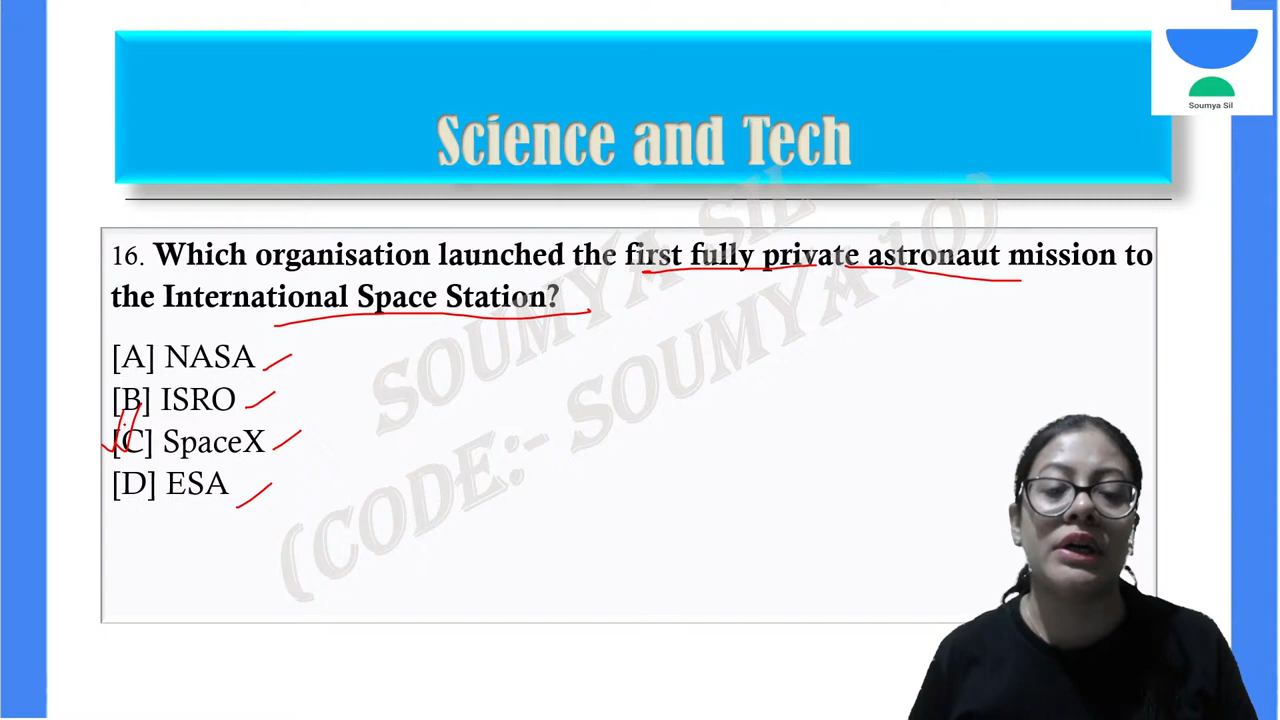 Soumya Sil
Science and Tech
16. Which organisation launched the first fully private astronaut mission to
the International Space Station?
[A] NASA
[B] ISRO
[C] SpaceX
[D] ESA
SOUMYA SIL
(CODE:- SOUMYA10)